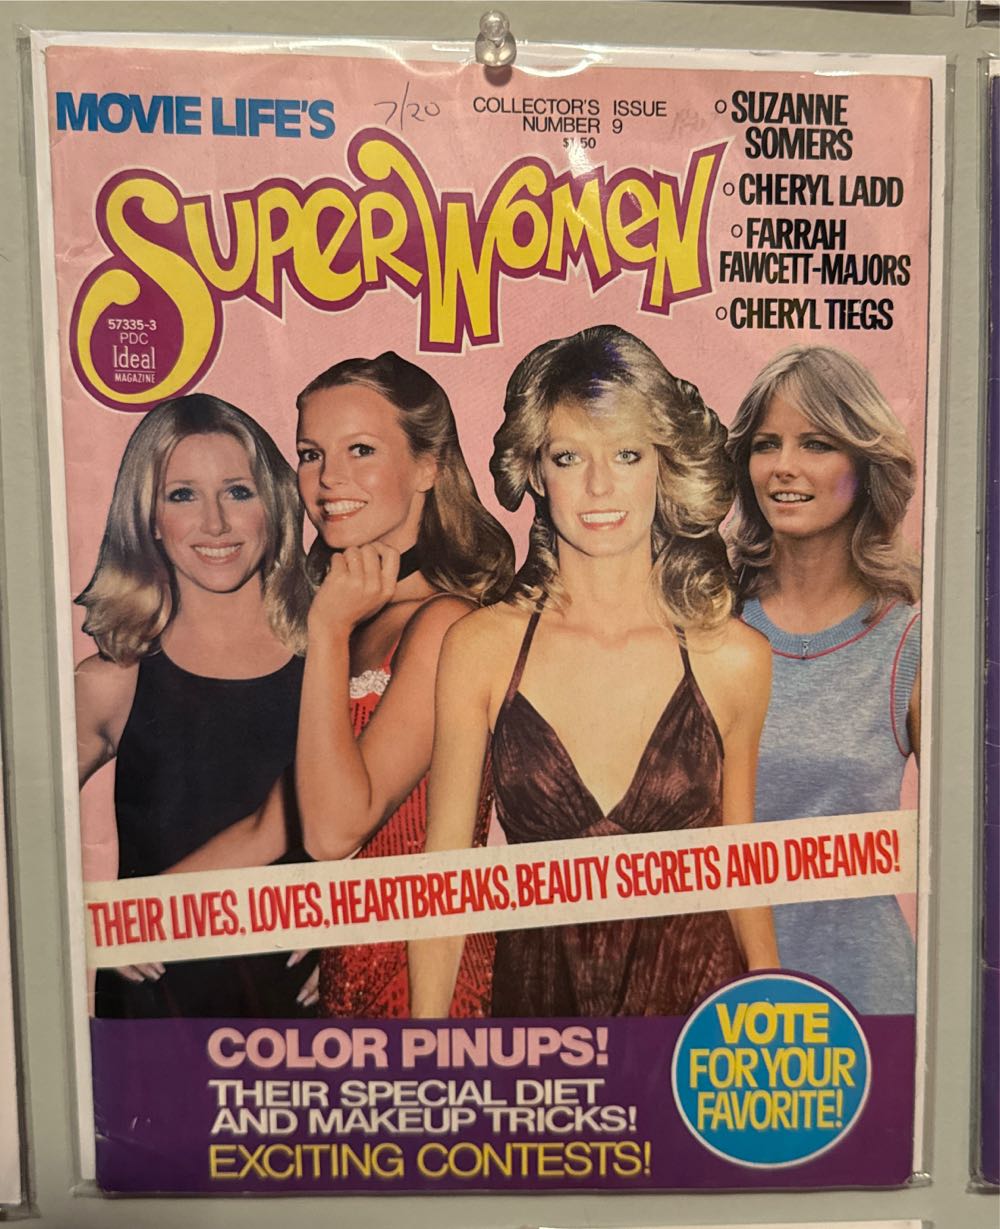 MOVIE LIFE'S
7/20
COLLECTOR'S ISSUE
NUMBER 9
$1.50
SUPERWOMEN
○ SUZANNE
SOMERS
○ CHERYL LADD
○ FARRAH
FAWCETT-MAJORS
○ CHERYL TIEGS
57335-3
PDC
Ideal
MAGAZINE
THEIR LIVES, LOVES, HEARTBREAKS, BEAUTY SECRETS AND DREAMS!
COLOR PINUPS!
THEIR SPECIAL DIET
AND MAKEUP TRICKS!
EXCITING CONTESTS!
VOTE
FOR YOUR
FAVORITE!